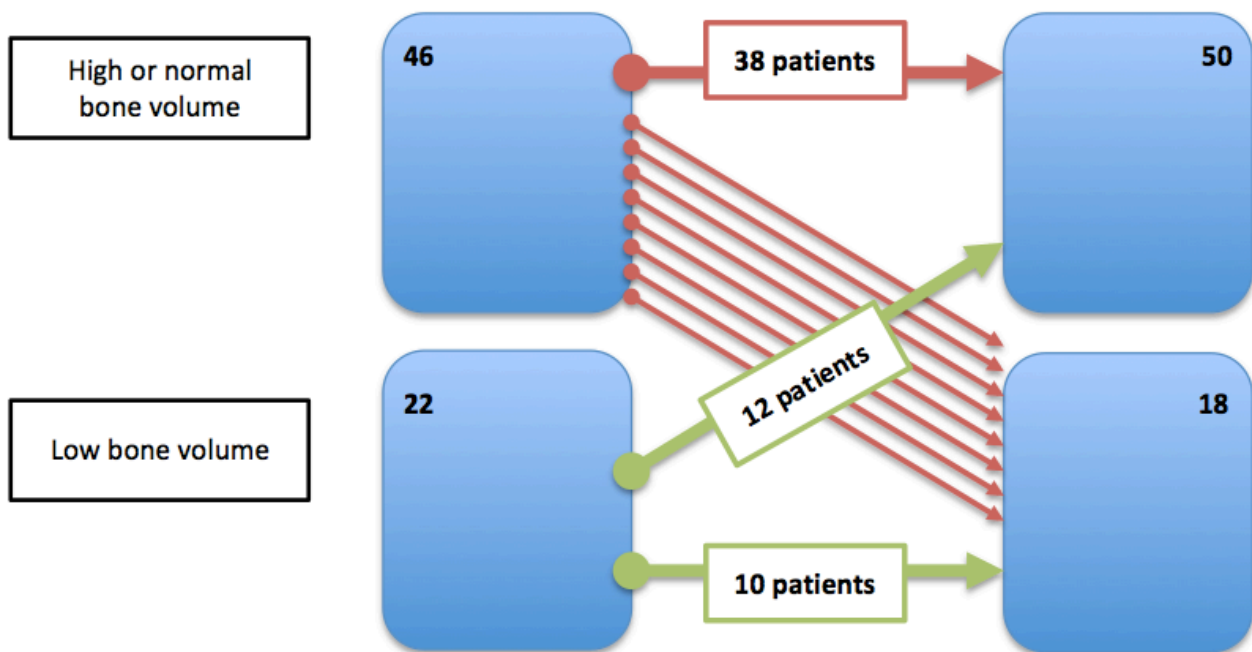 High or normal
bone volume
46
38 patients
50
12 patients
Low bone volume
22
18
10 patients